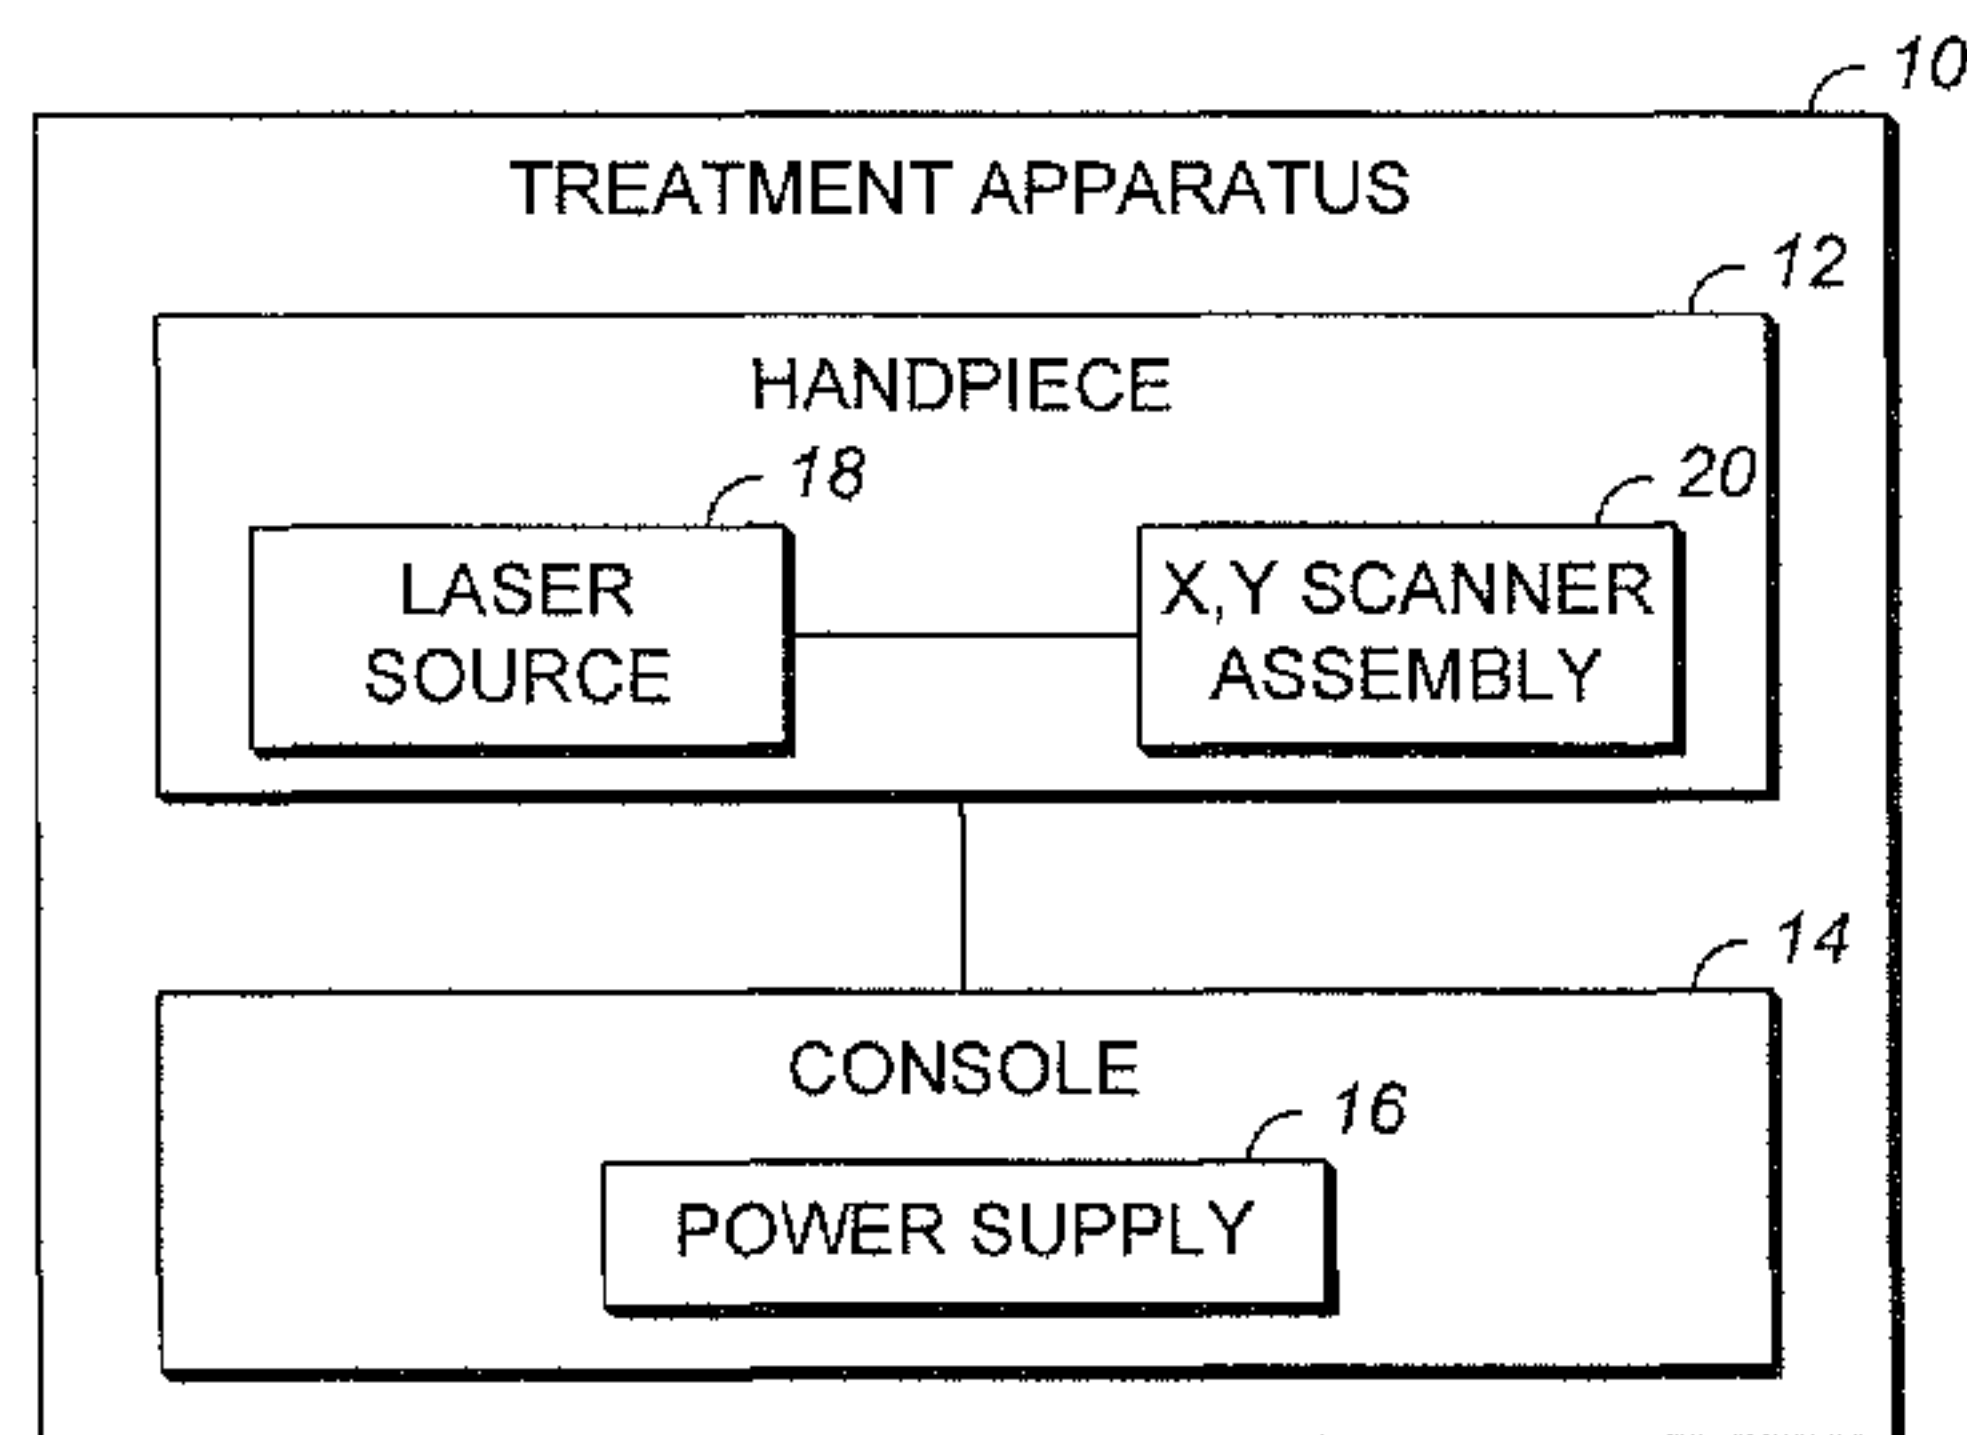 10
TREATMENT APPARATUS
12
HANDPIECE
18
20
LASER
SOURCE
X,Y SCANNER
ASSEMBLY
14
CONSOLE
16
POWER SUPPLY